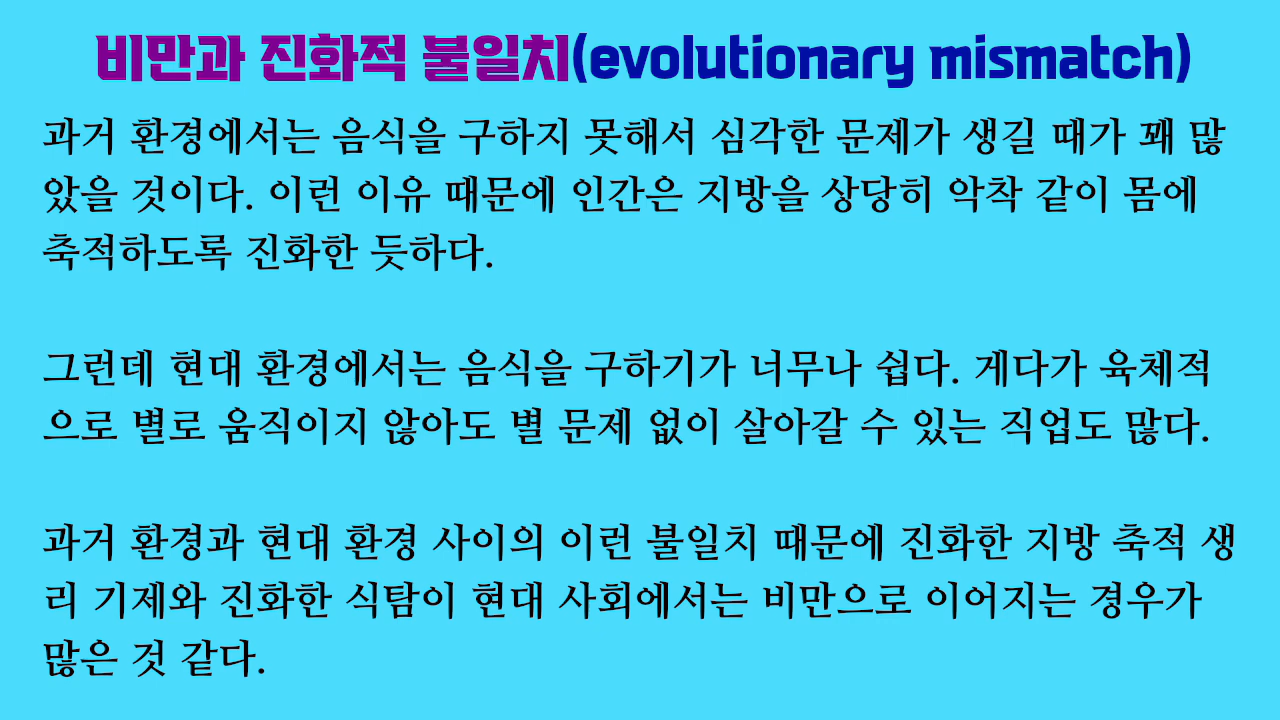 비만과 진화적 불일치(evolutionary mismatch)
과거 환경에서는 음식을 구하지 못해서 심각한 문제가 생길 때가 꽤 많
았을 것이다. 이런 이유 때문에 인간은 지방을 상당히 악착 같이 몸에
축적하도록 진화한 듯하다.
그런데 현대 환경에서는 음식을 구하기가 너무나 쉽다. 게다가 육체적
으로 별로 움직이지 않아도 별 문제 없이 살아갈 수 있는 직업도 많다.
과거 환경과 현대 환경 사이의 이런 불일치 때문에 진화한 지방 축적 생
리 기제와 진화한 식탐이 현대 사회에서는 비만으로 이어지는 경우가
많은 것 같다.